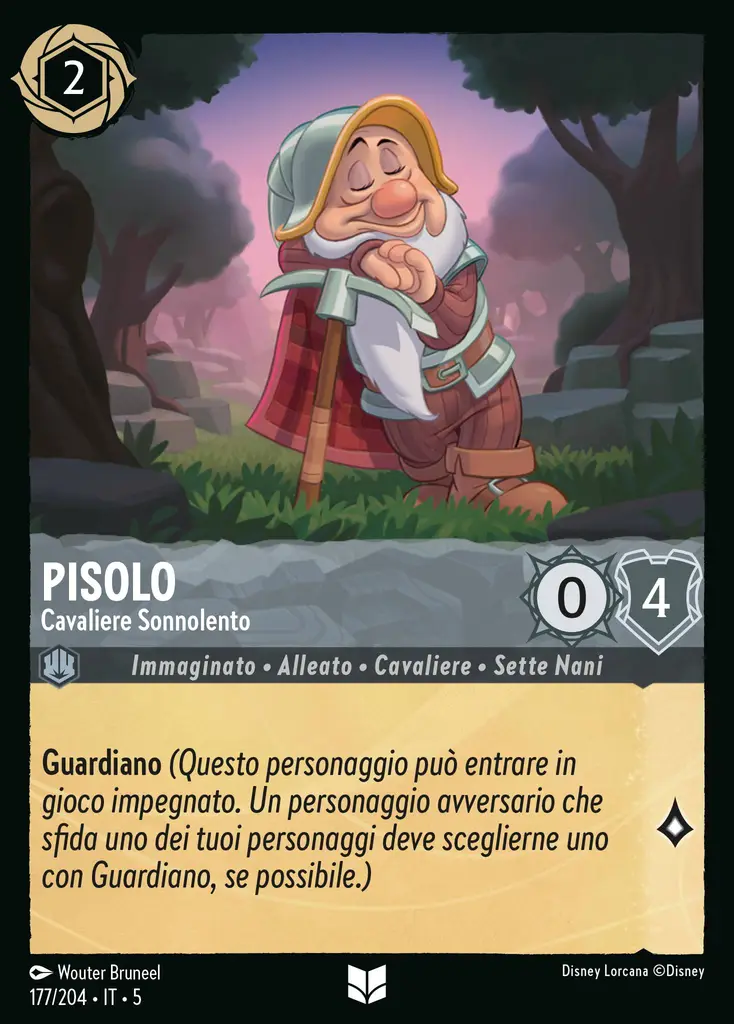 2
PISOLO
Cavaliere Sonnolento
0
4
Immaginato • Alleato • Cavaliere • Sette Nani
Guardiano (Questo personaggio può entrare in
gioco impegnato. Un personaggio avversario che
sfida uno dei tuoi personaggi deve sceglierne uno
con Guardiano, se possibile.)
Wouter Bruneel
Disney Lorcana ©Disney
177/204 • IT • 5